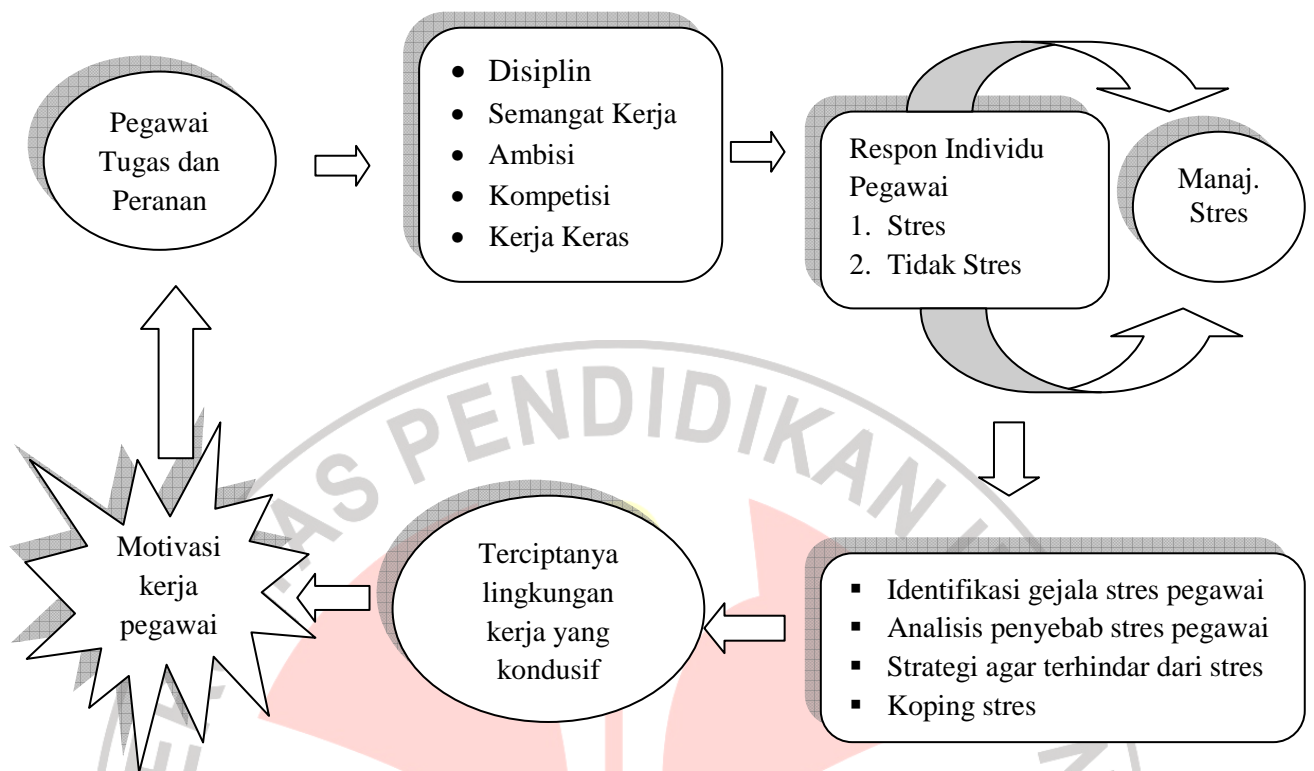 Pegawai
Tugas dan
Peranan
• Disiplin
• Semangat Kerja
• Ambisi
• Kompetisi
• Kerja Keras
Respon Individu
Pegawai
1. Stres
2. Tidak Stres
Manaj.
Stres
AS PENDIDIKAN
Motivasi
kerja
pegawai
Terciptanya
lingkungan
kerja yang
kondusif
▪ Identifikasi gejala stres pegawai
▪ Analisis penyebab stres pegawai
▪ Strategi agar terhindar dari stres
▪ Koping stres